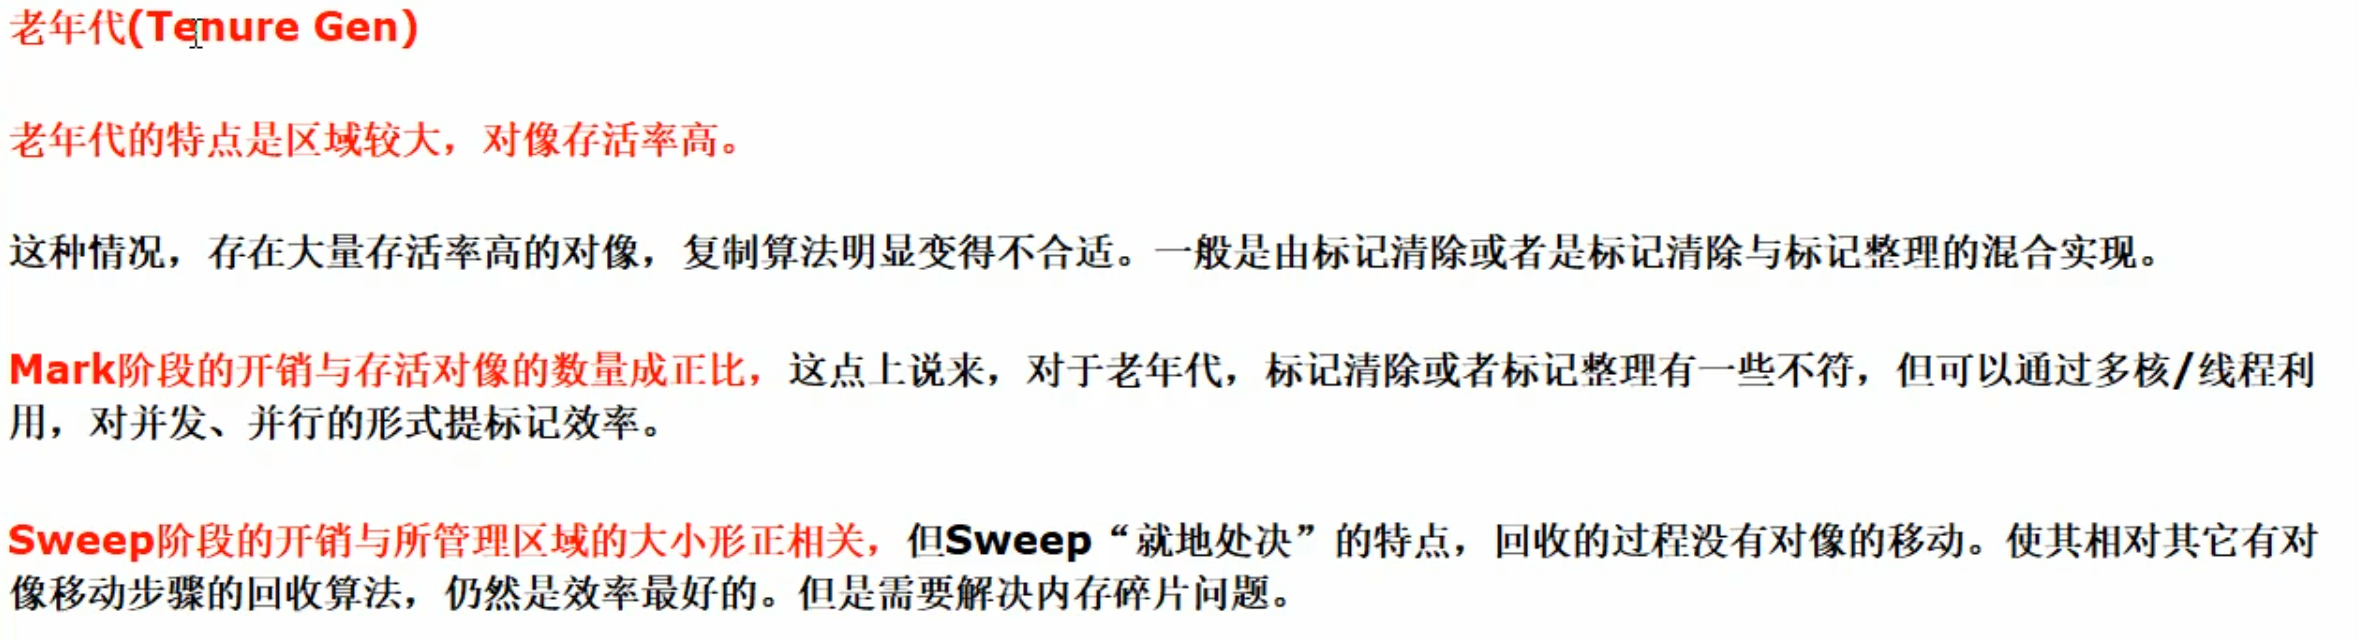 老年代(Tenure Gen)
老年代的特点是区域较大，对像存活率高。
这种情况，存在大量存活率高的对像，复制算法明显变得不合适。一般是由标记清除或者是标记清除与标记整理的混合实现。
Mark阶段的开销与存活对像的数量成正比，这点上说来，对于老年代，标记清除或者标记整理有一些不符，但可以通过多核/线程利
用，对并发、并行的形式提标记效率。
Sweep阶段的开销与所管理区域的大小形正相关，但Sweep“就地处决”的特点，回收的过程没有对像的移动。使其相对其它有对
像移动步骤的回收算法，仍然是效率最好的。但是需要解决内存碎片问题。